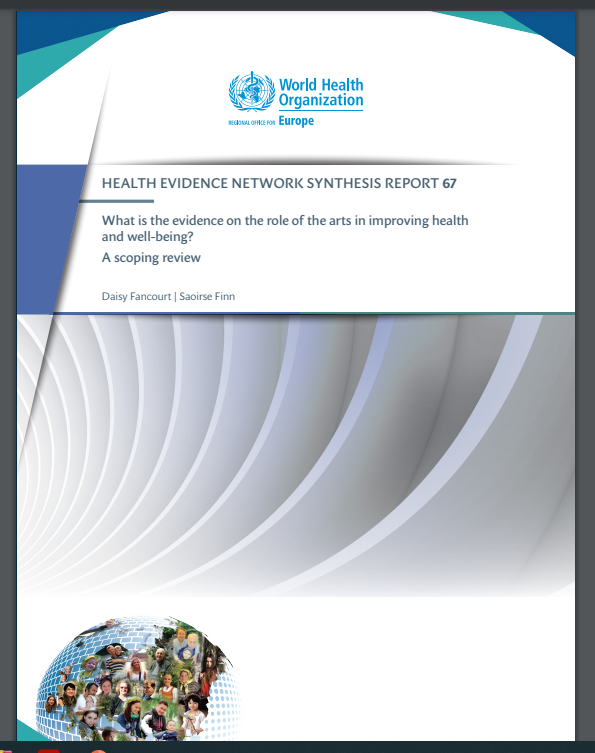 World Health
Organization
REGIONAL OFFICE FOR Europe
HEALTH EVIDENCE NETWORK SYNTHESIS REPORT 67
What is the evidence on the role of the arts in improving health
and well-being?
A scoping review
Daisy Fancourt | Saoirse Finn